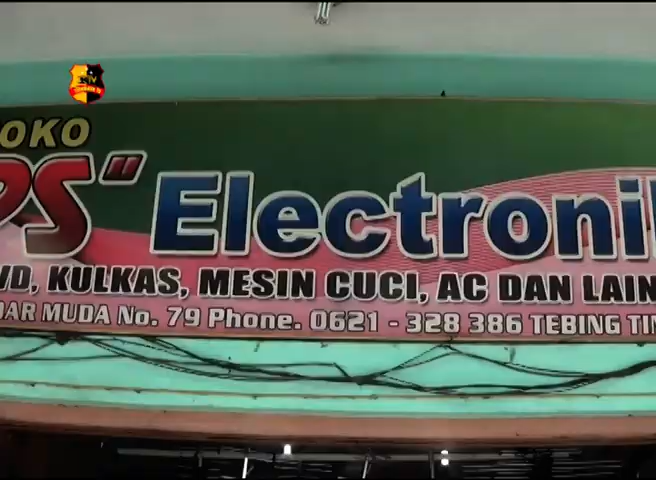 OKO
PS" Electroni
VD, KULKAS, MESIN CUCI, AC DAN LAIN
DAR MUDA No. 79 Phone. 0621 - 328 386 TEBING TIN